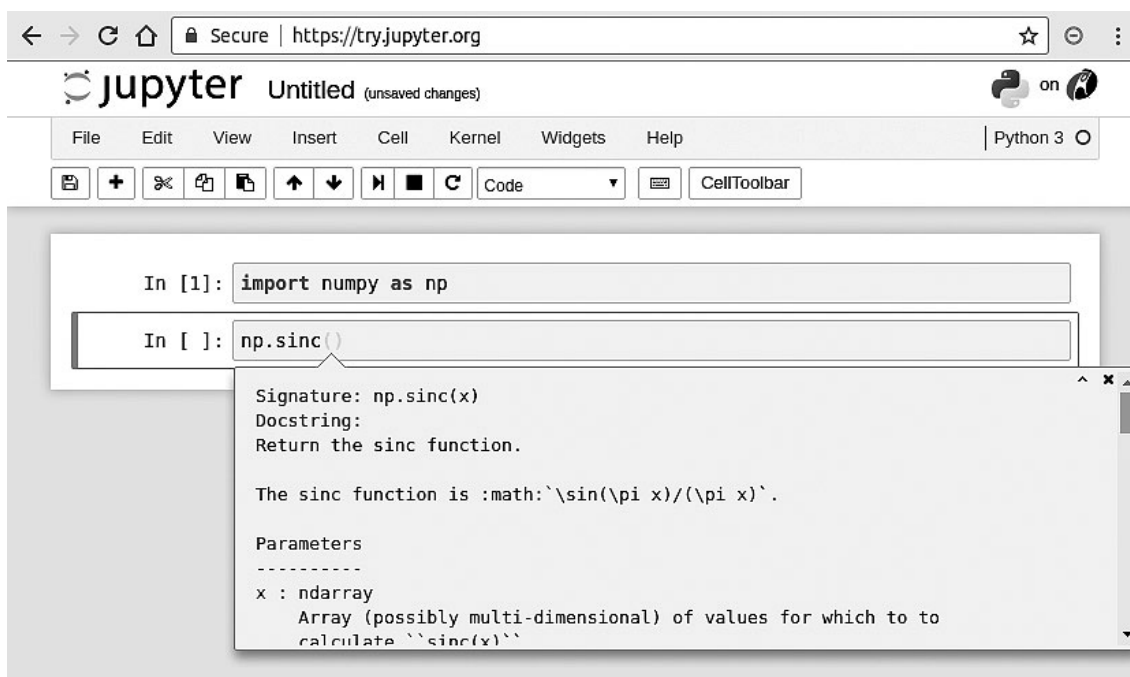 Secure | https://try.jupyter.org
jupyter Untitled (unsaved changes) on
File Edit View Insert Cell Kernel Widgets Help Python 3
Code CellToolbar
In [1]: import numpy as np
In [ ]: np.sinc()
Signature: np.sinc(x)
Docstring:
Return the sinc function.
The sinc function is :math:`\sin(\pi x)/(\pi x)`.
Parameters
----------
x : ndarray
Array (possibly multi-dimensional) of values for which to to
calculate ``sinc(x)``